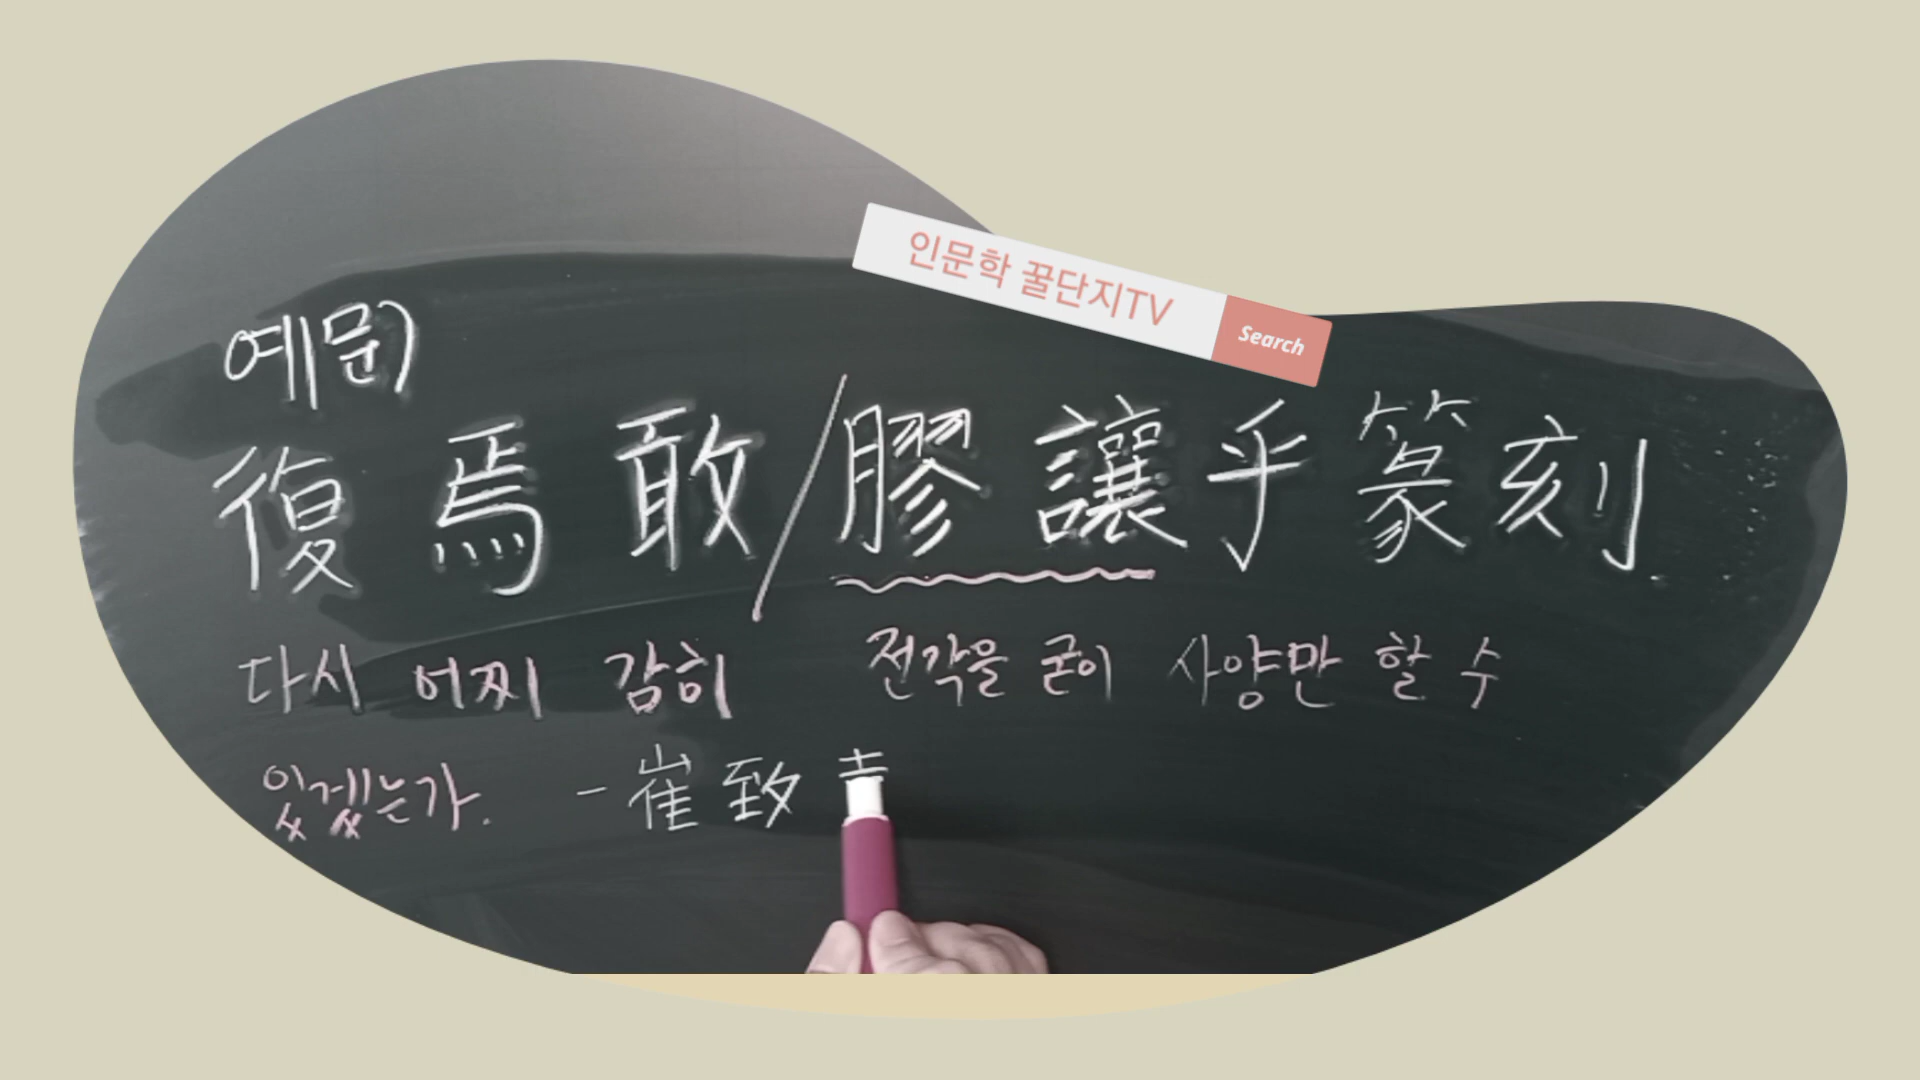 인문학 꿀단지TV
Search
예문)
復焉敢/膠讓乎篆刻
다시 어찌 감히 전각을 굳이 사양만 할 수
있겠는가. - 崔致